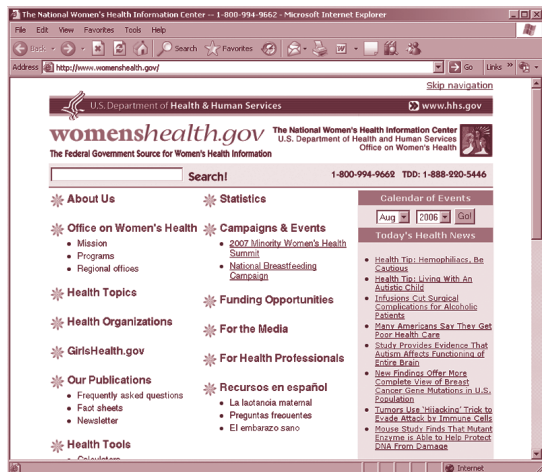 The National Women's Health Information Center -- 1-800-994-9662 - Microsoft Internet Explorer
File Edit View Favorites Tools Help
Back Search Favorites
Address http://www.womenshealth.gov/ Go Links »
Skip navigation
U.S. Department of Health & Human Services
www.hhs.gov
womenshealth.gov
The Federal Government Source for Women's Health Information
The National Women's Health Information Center
U.S. Department of Health and Human Services
Office on Women's Health
Search!
1-800-994-9662 TDD: 1-888-220-5446
About Us
Office on Women's Health
Mission
Programs
Regional offices
Health Topics
Health Organizations
GirlsHealth.gov
Our Publications
Frequently asked questions
Fact sheets
Newsletter
Health Tools
Statistics
Campaigns & Events
2007 Minority Women's Health
Summit
National Breastfeeding
Campaign
Funding Opportunities
For the Media
For Health Professionals
Recursos en español
La lactancia maternal
Preguntas frecuentes
El embarazo sano
Calendar of Events
Aug 2006 Go!
Today's Health News
Health Tip: Hemophiliacs, Be
Cautious
Health Tip: Living With An
Autistic Child
Infusions Cut Surgical
Complications for Alcoholic
Patients
Many Americans Say They Get
Poor Health Care
Study Provides Evidence That
Autism Affects Functioning of
Entire Brain
New Findings Offer More
Complete View of Breast
Cancer Gene Mutations in U.S.
Population
Tumors Use 'Hijacking' Trick to
Evade Attack by Immune Cells
Mouse Study Finds That Mutant
Enzyme is Able to Help Protect
DNA From Damage
Internet